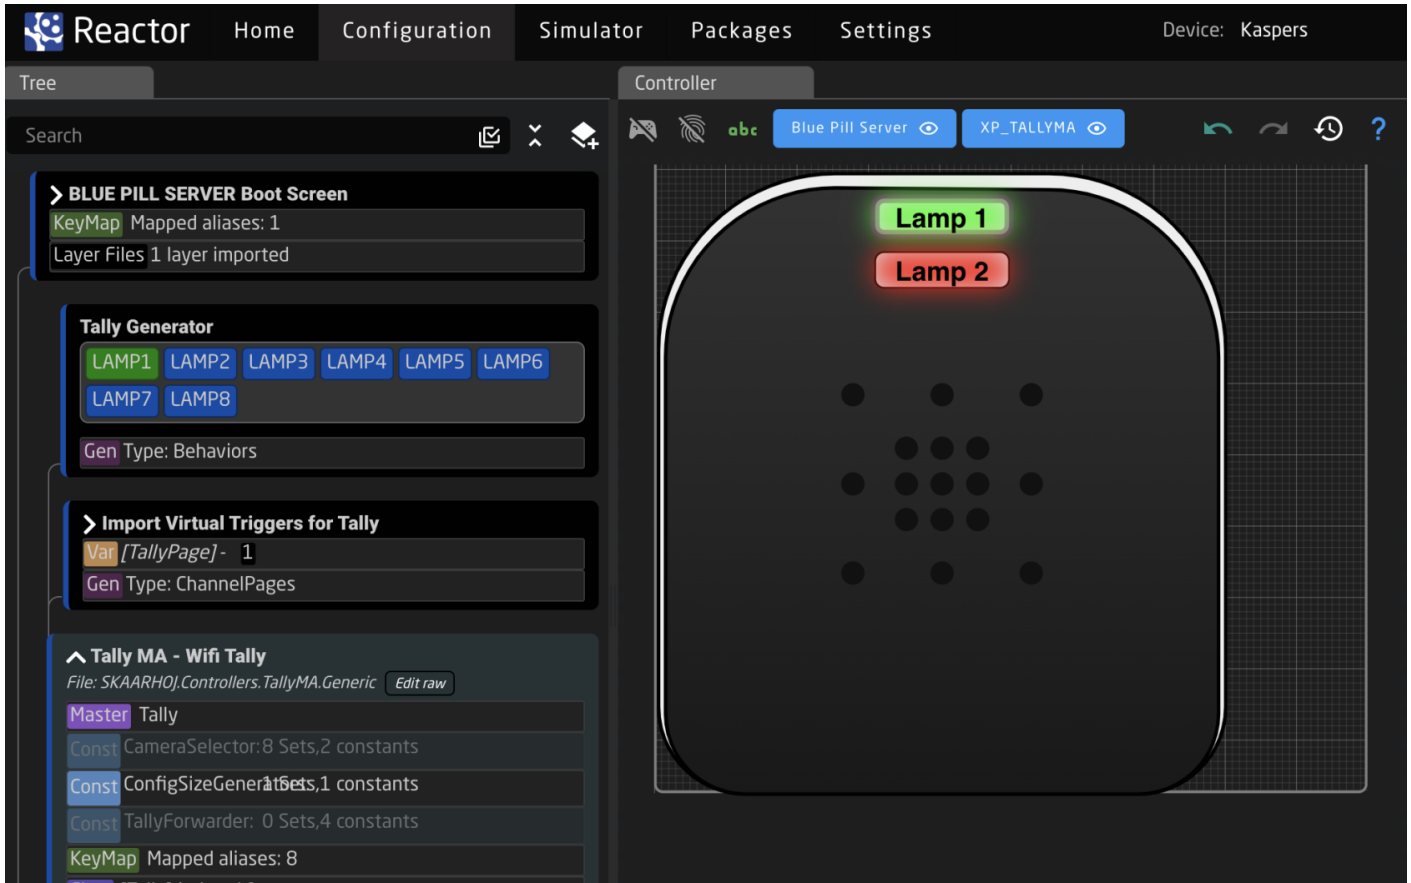 Reactor Home Configuration Simulator Packages Settings Device: Kaspers
Tree
Search
BLUE PILL SERVER Boot Screen
KeyMap Mapped aliases: 1
Layer Files 1 layer imported
Tally Generator
LAMP1 LAMP2 LAMP3 LAMP4 LAMP5 LAMP6
LAMP7 LAMP8
Gen Type: Behaviors
Import Virtual Triggers for Tally
Var [TallyPage] - 1
Gen Type: ChannelPages
Tally MA - Wifi Tally
File: SKAARHOJ.Controllers.TallyMA.Generic Edit raw
Master Tally
Const CameraSelector: 8 Sets, 2 constants
Const ConfigSizeGenerators: 1 Sets, 1 constants
Const TallyForwarder: 0 Sets, 4 constants
KeyMap Mapped aliases: 8
Controller
abc Blue Pill Server XP_TALLYMA ?
Lamp 1
Lamp 2